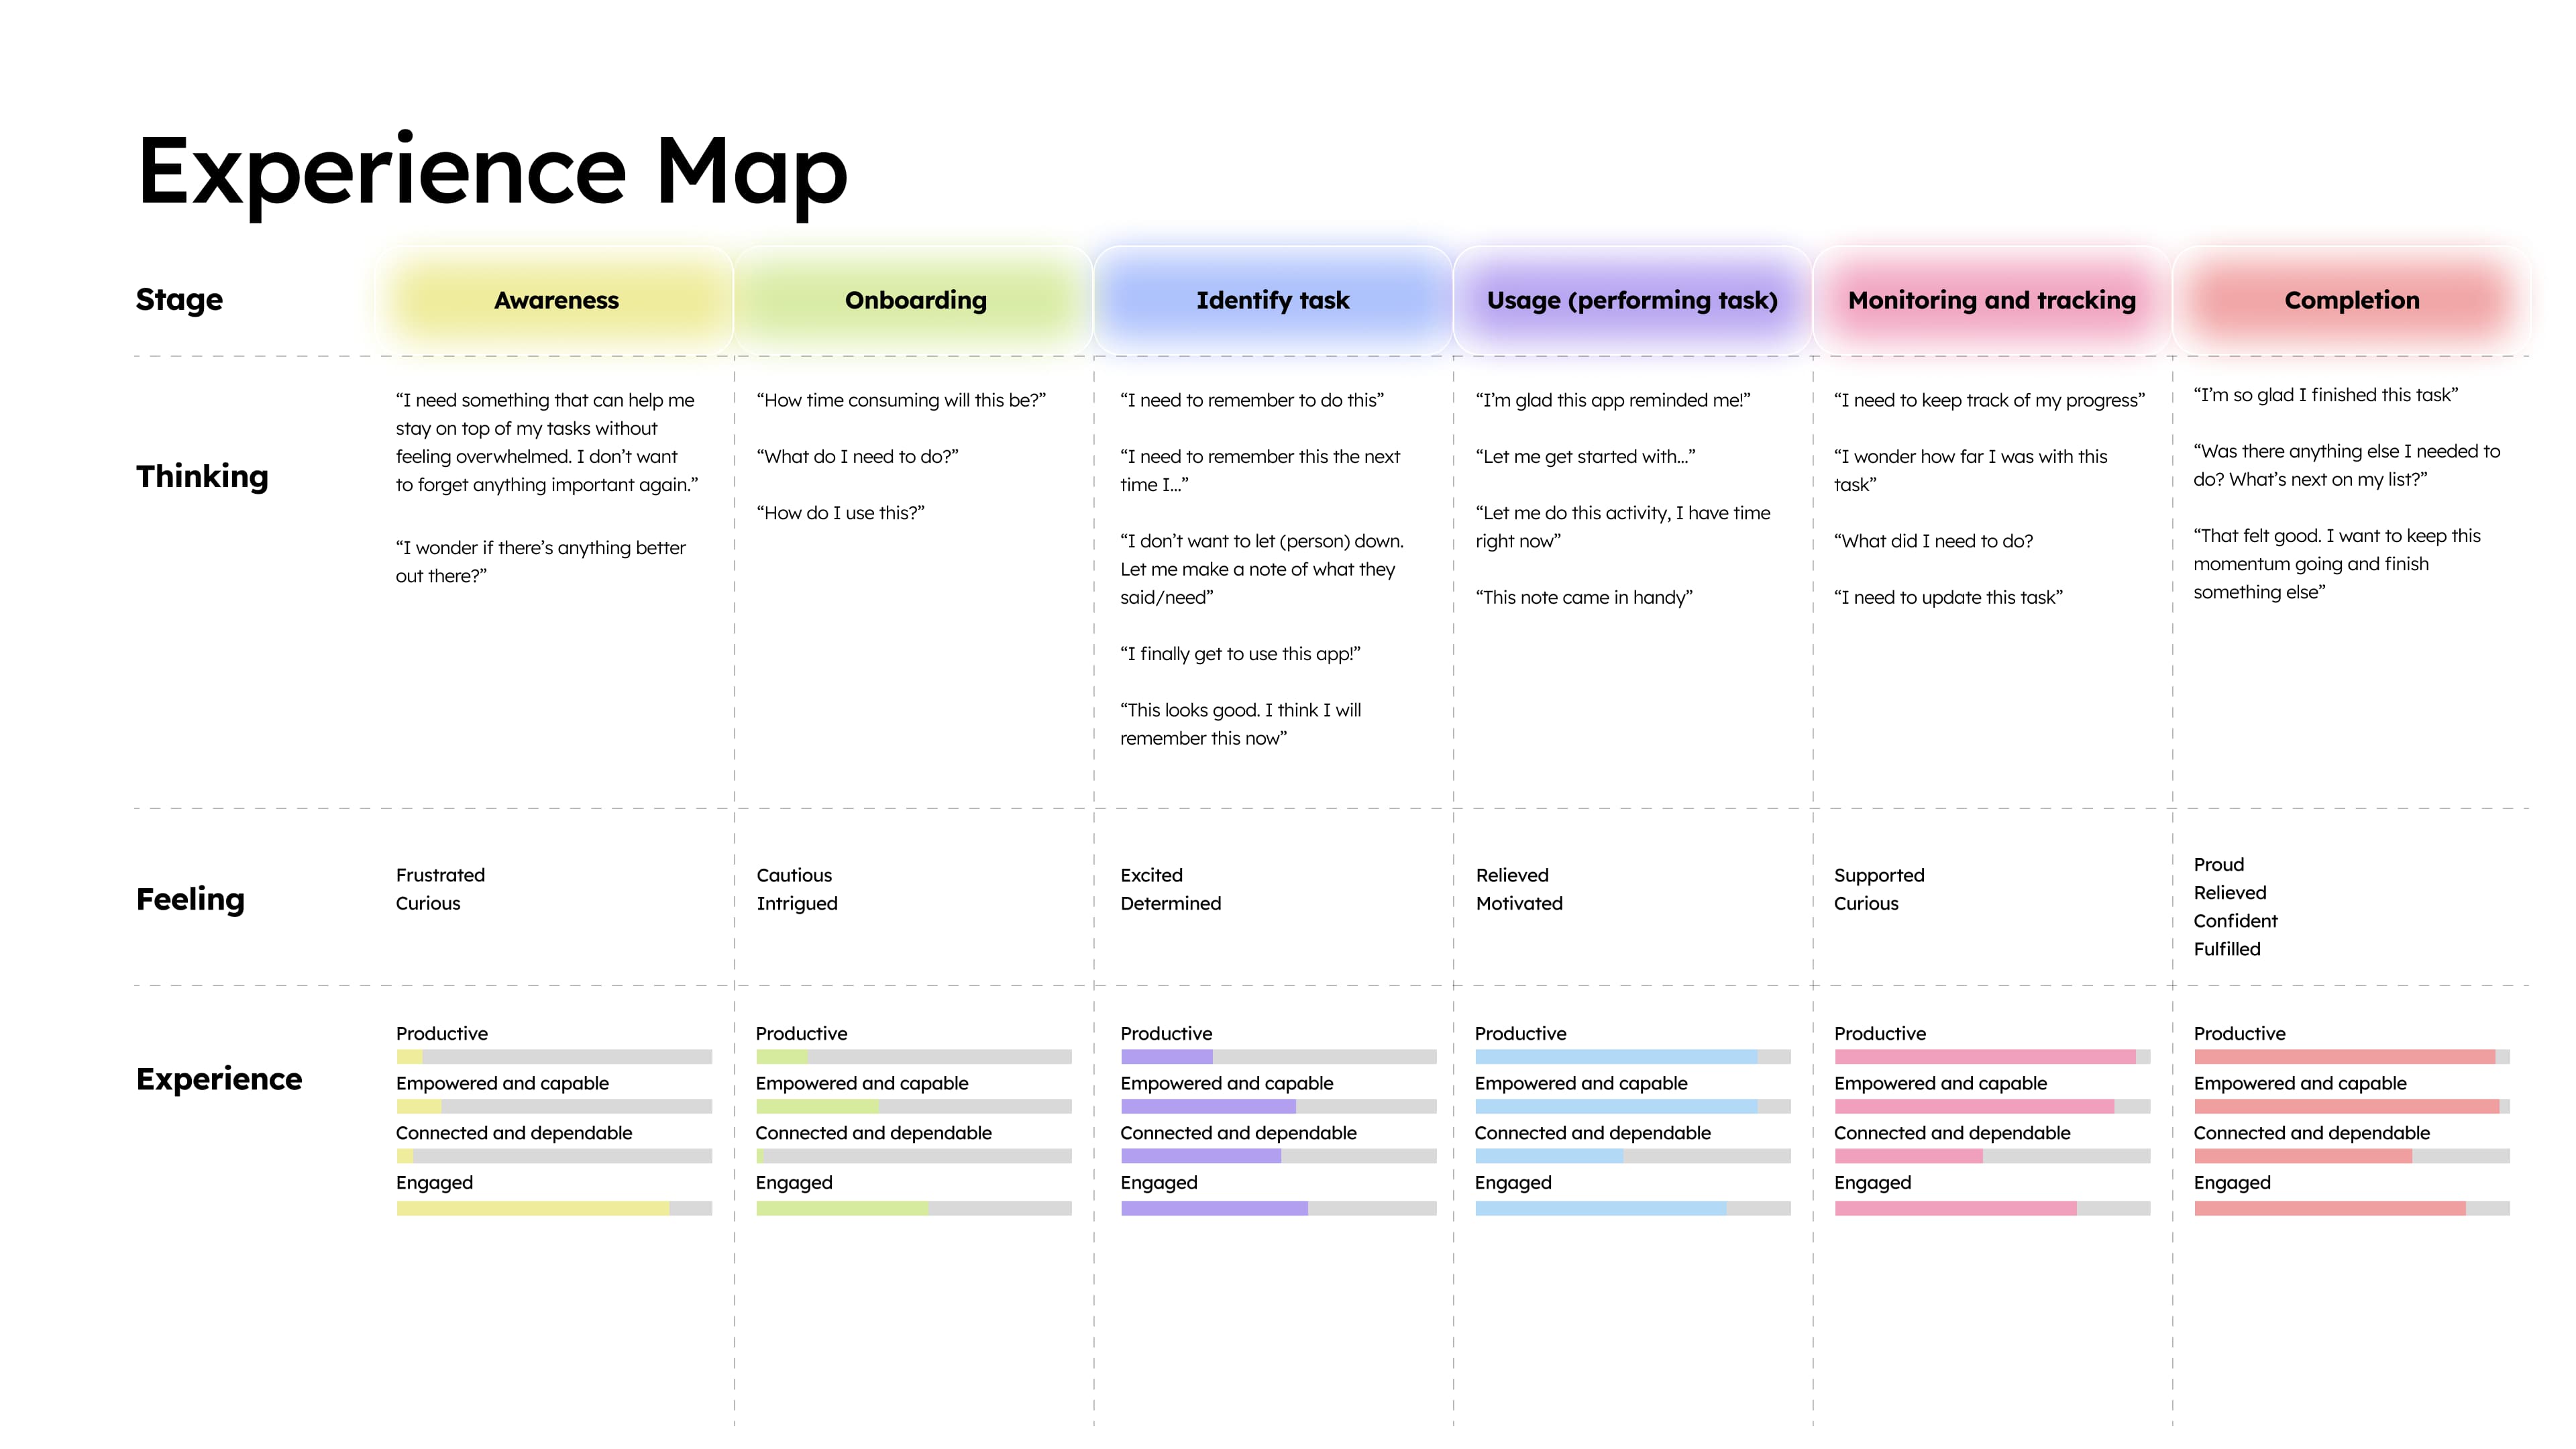 Experience Map
Stage
Awareness
Onboarding
Identify task
Usage (performing task)
Monitoring and tracking
Completion
Thinking
“I need something that can help me
stay on top of my tasks without
feeling overwhelmed. I don’t want
to forget anything important again.”
“I wonder if there’s anything better
out there?”
“How time consuming will this be?”
“What do I need to do?”
“How do I use this?”
“I need to remember to do this”
“I need to remember this the next
time I...”
“I don’t want to let (person) down.
Let me make a note of what they
said/need”
“I finally get to use this app!”
“This looks good. I think I will
remember this now”
“I’m glad this app reminded me!”
“Let me get started with...”
“Let me do this activity, I have time
right now”
“This note came in handy”
“I need to keep track of my progress”
“I wonder how far I was with this
task”
“What did I need to do?
“I need to update this task”
“I’m so glad I finished this task”
“Was there anything else I needed to
do? What’s next on my list?”
“That felt good. I want to keep this
momentum going and finish
something else”
Feeling
Frustrated
Curious
Cautious
Intrigued
Excited
Determined
Relieved
Motivated
Supported
Curious
Proud
Relieved
Confident
Fulfilled
Experience
Productive
Empowered and capable
Connected and dependable
Engaged
Productive
Empowered and capable
Connected and dependable
Engaged
Productive
Empowered and capable
Connected and dependable
Engaged
Productive
Empowered and capable
Connected and dependable
Engaged
Productive
Empowered and capable
Connected and dependable
Engaged
Productive
Empowered and capable
Connected and dependable
Engaged